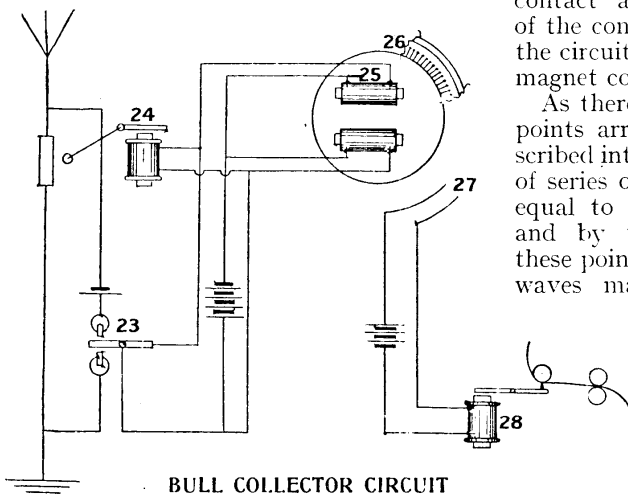 contact a
of the con
the circuit
magnet co
As there
points arr
scribed int
of series o
equal to
and by
these poin
waves ma
26
25
24
27
23
28
BULL COLLECTOR CIRCUIT